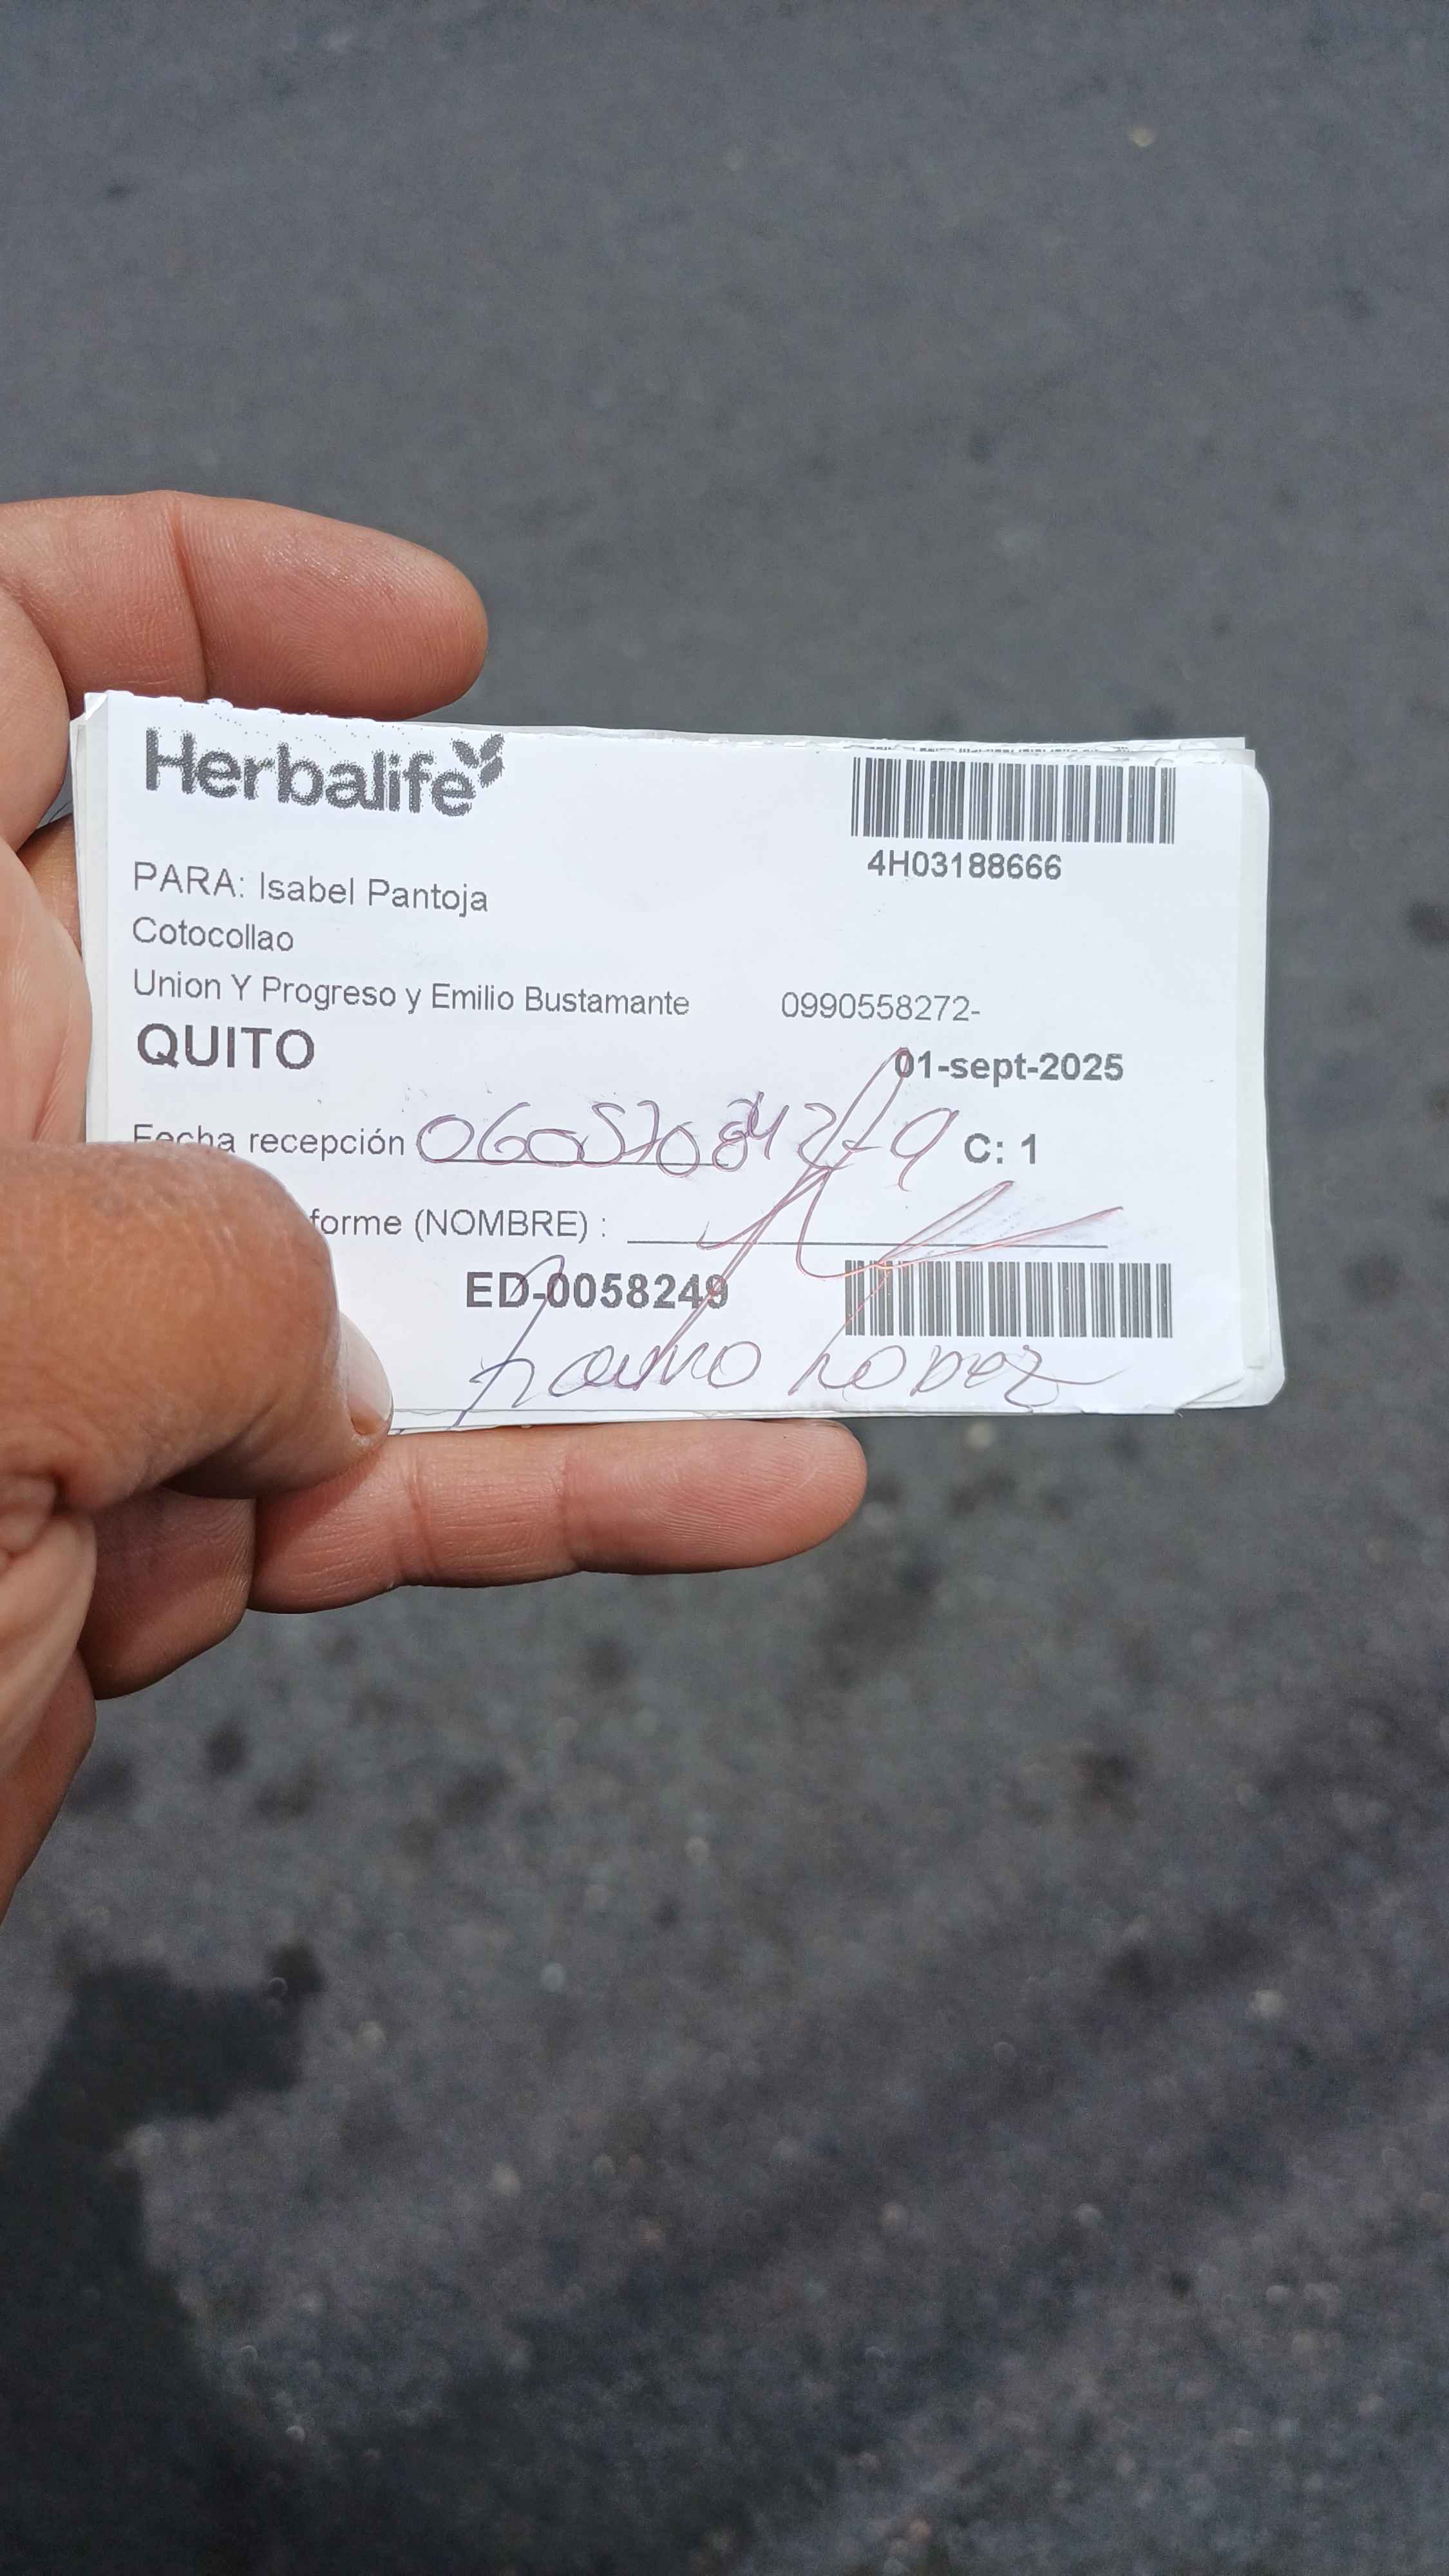 Herbalife
4H03188666
PARA: Isabel Pantoja
Cotocollao
Union Y Progreso y Emilio Bustamante 0990558272-
QUITO
01-sept-2025
Fecha recepción C: 1
forme (NOMBRE) :
ED-0058249
Lopez